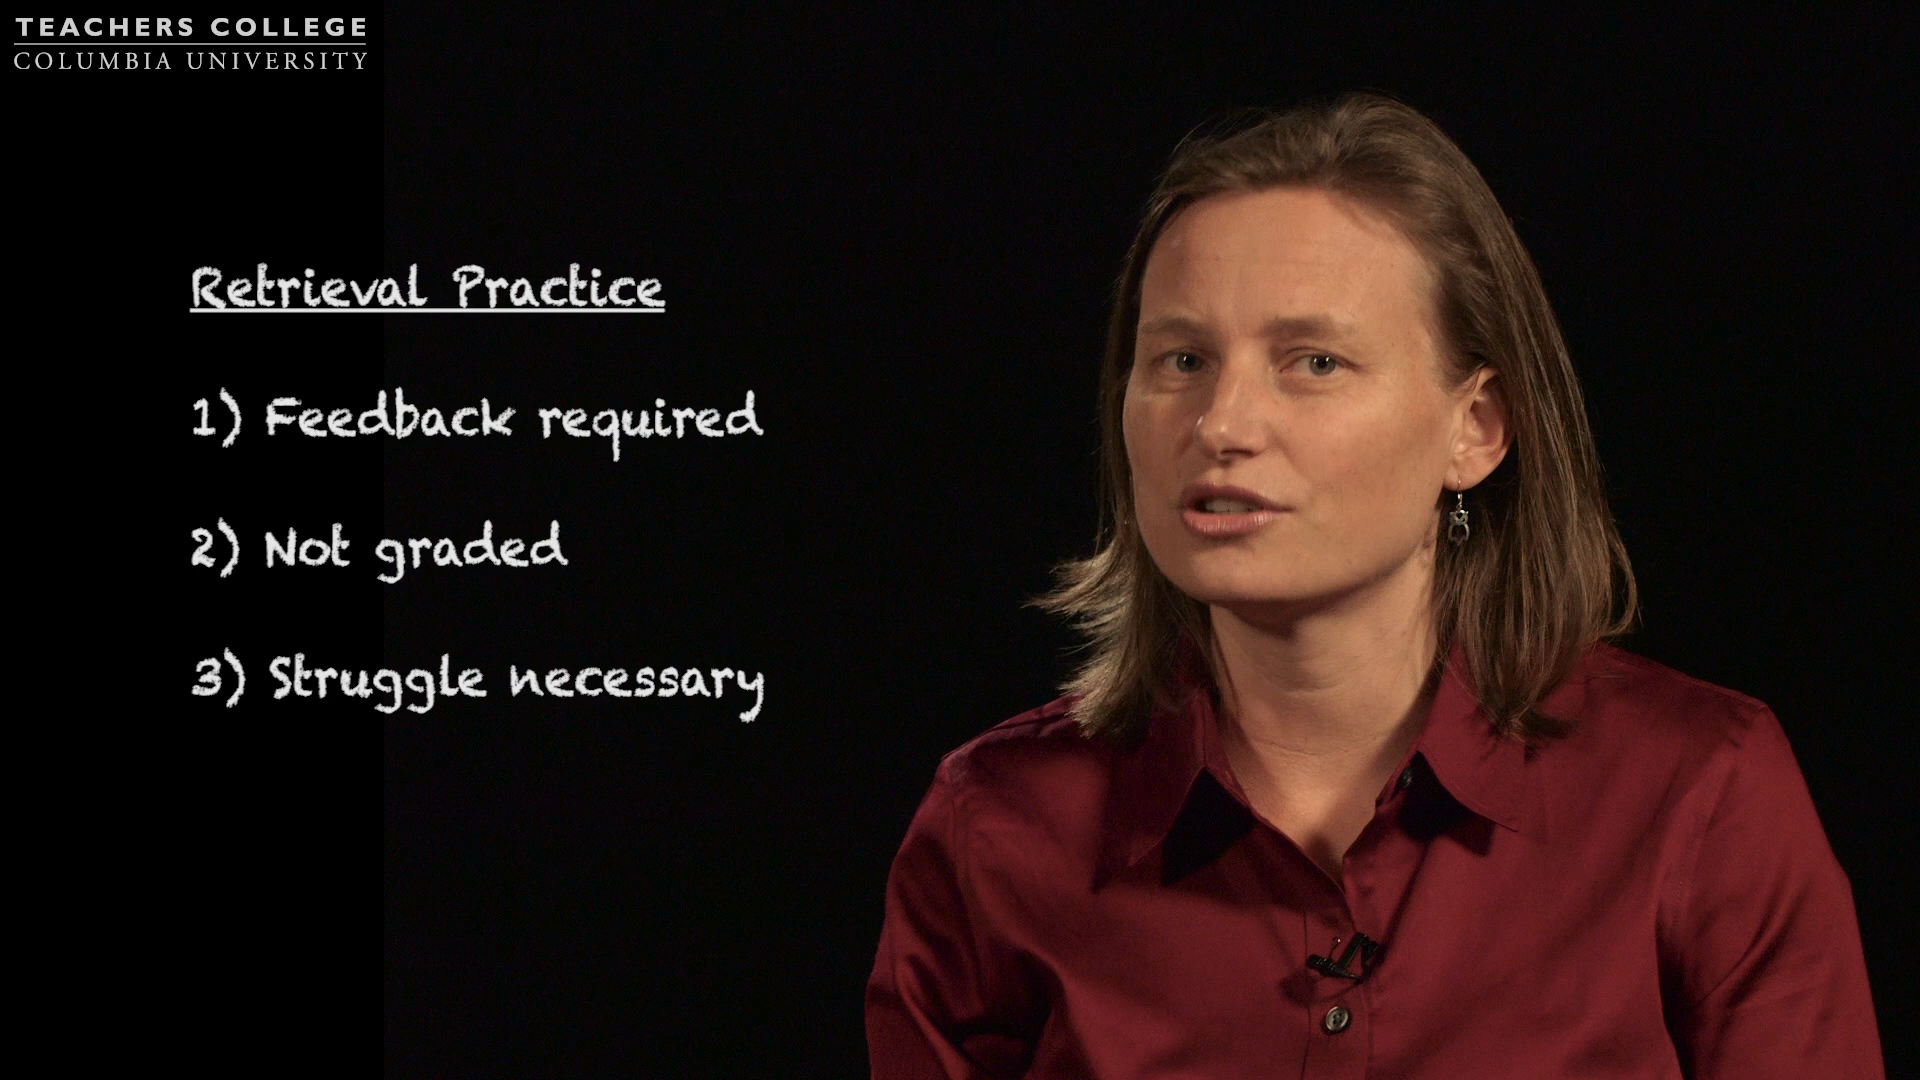 TEACHERS COLLEGE
COLUMBIA UNIVERSITY
Retrieval Practice
1) Feedback required
2) Not graded
3) Struggle necessary